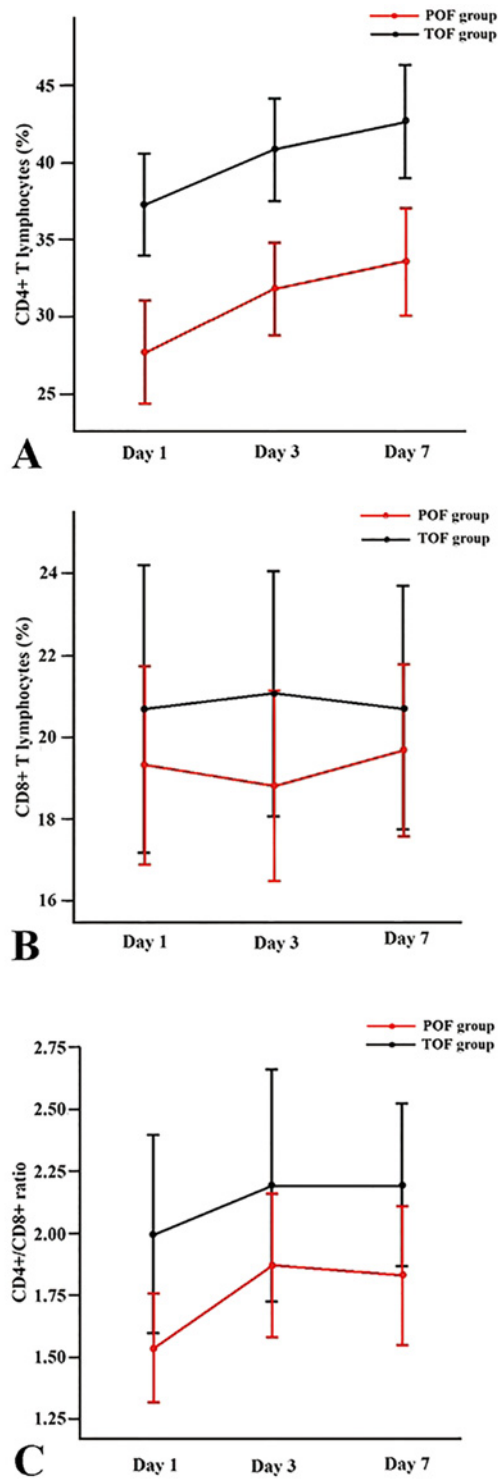 POF group
TOF group
CD4+ T lymphocytes (%)
45
40
35
30
25
Day 1 Day 3 Day 7
A
POF group
TOF group
CD8+ T lymphocytes (%)
24
22
20
18
16
Day 1 Day 3 Day 7
B
POF group
TOF group
CD4+/CD8+ ratio
2.75
2.50
2.25
2.00
1.75
1.50
1.25
Day 1 Day 3 Day 7
C